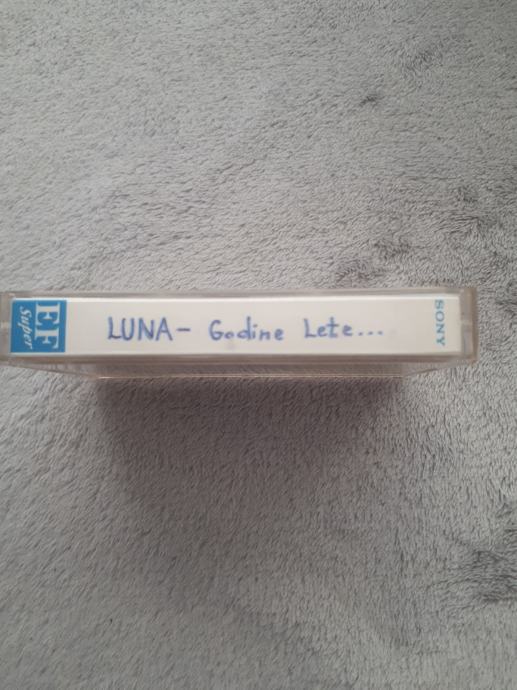 EF
Super
LUNA- Godine Lete...
SONY